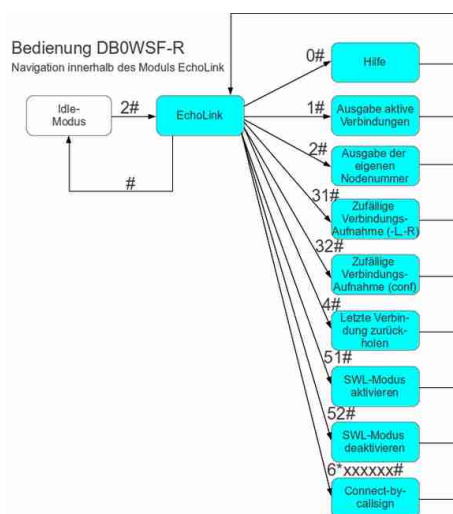 Bedienung DB0WSF-R
Navigation innerhalb des Moduls EchoLink
Idle-
Modus
2#
EchoLink
#
0#
Hilfe
1#
Ausgabe aktive
Verbindungen
2#
Ausgabe der
eigenen
Nodenummer
31#
Zufällige
Verbindungs-
Aufnahme (-L,-R)
32#
Zufällige
Verbindungs-
Aufnahme (conf)
4#
Letzte Verbin-
dung zurück-
holen
51#
SWL-Modus
aktivieren
52#
SWL-Modus
deaktivieren
6*xxxxxx#
Connect-by-
callsign